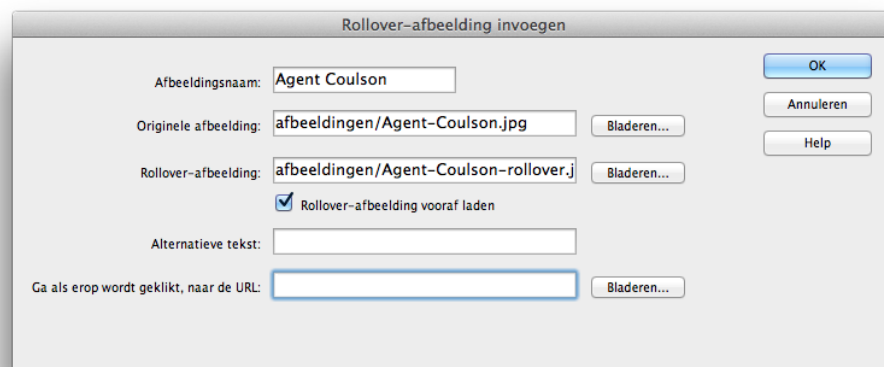 Rollover-afbeelding invoegen
Afbeeldingsnaam: Agent Coulson
OK
Originele afbeelding: afbeeldingen/Agent-Coulson.jpg Bladeren...
Annuleren
Rollover-afbeelding: afbeeldingen/Agent-Coulson-rollover.j Bladeren...
Help
Rollover-afbeelding vooraf laden
Alternatieve tekst:
Ga als erop wordt geklikt, naar de URL: Bladeren...